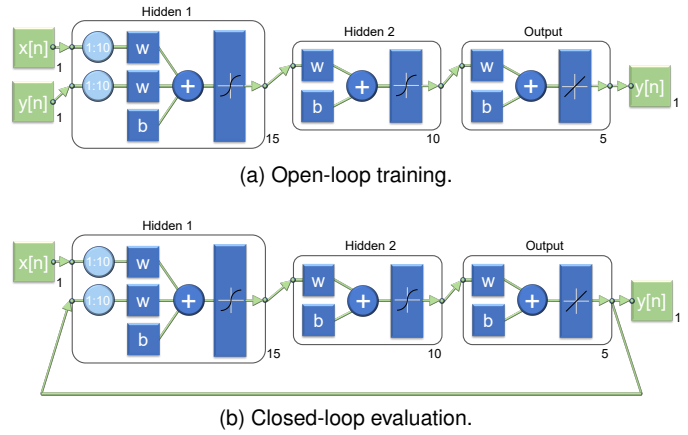 Hidden 1
x[n]
1
1:10
w
Hidden 2
Output
y[n]
1
1:10
w
+
w
+
w
+
y[n]
1
b
b
b
15
10
5
(a) Open-loop training.
Hidden 1
x[n]
1
1:10
w
Hidden 2
Output
1:10
w
+
w
+
w
+
y[n]
1
b
b
b
15
10
5
(b) Closed-loop evaluation.